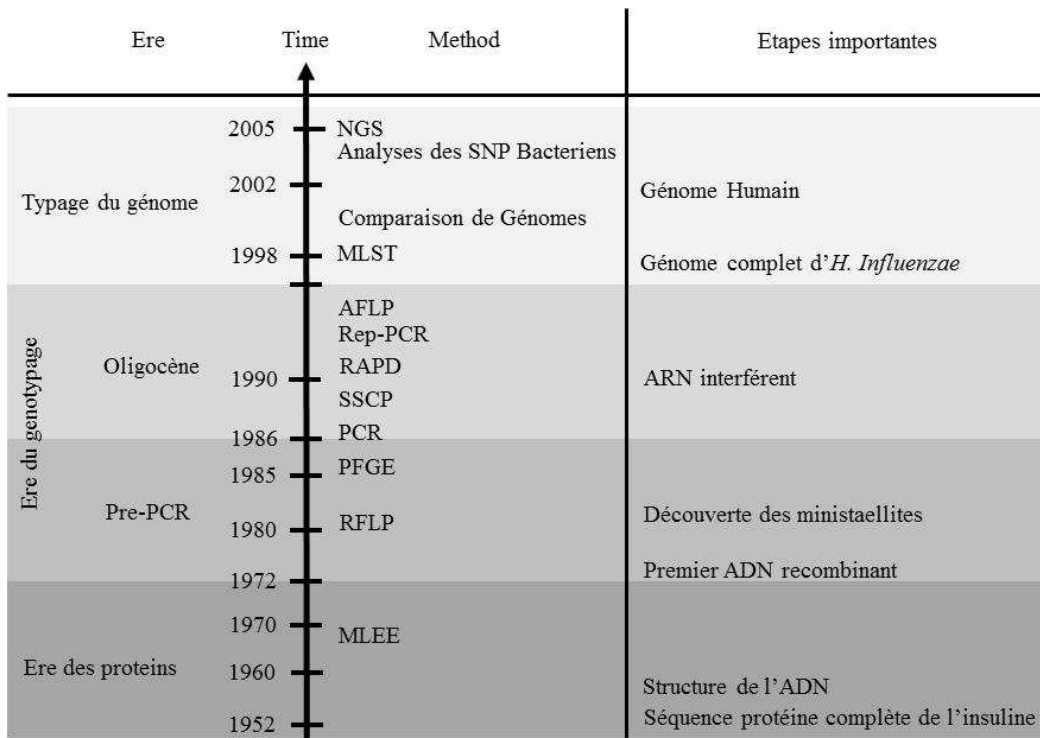 Ere
Time
Method
Etapes importantes
2005
NGS
Analyses des SNP Bacteriens
2002
Génome Humain
Typage du génome
Comparaison de Génomes
1998
MLST
Génome complet d'H. Influenzae
AFLP
Rep-PCR
Oligocène
RAPD
1990
ARN interférent
SSCP
Ere du genotypage
1986
PCR
1985
PFGE
Pre-PCR
1980
RFLP
Découverte des ministaellites
Premier ADN recombinant
1972
1970
MLEE
Ere des proteins
1960
Structure de l'ADN
1952
Séquence protéine complète de l'insuline